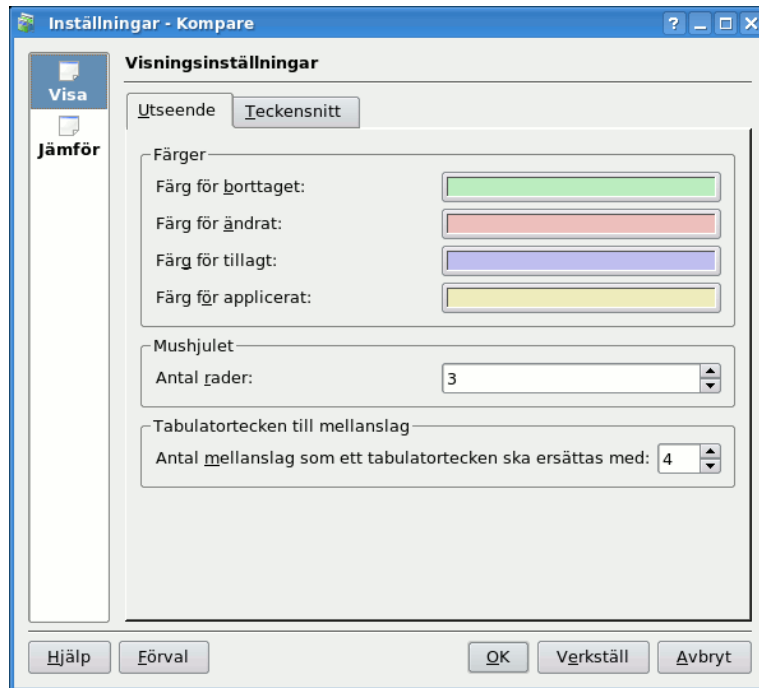 Inställningar - Kompare
Visa
Jämför
Visningsinställningar
Utseende
Teckensnitt
Färger
Färg för borttaget:
Färg för ändrat:
Färg för tillagt:
Färg för applicerat:
Mushjulet
Antal rader:
3
Tabulatortecken till mellanslag
Antal mellanslag som ett tabulatortecken ska ersättas med:
4
Hjälp
Förval
OK
Verkställ
Avbryt